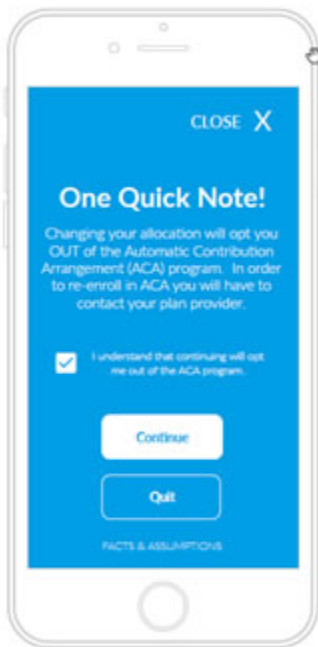 CLOSE X
One Quick Note!
Changing your allocation will opt you
OUT of the Automatic Contribution
Arrangement (ACA) program. In order
to re-enroll in ACA you will have to
contact your plan provider.
I understand that continuing will opt
me out of the ACA program.
Continue
Quit
FACTS & ASSUMPTIONS